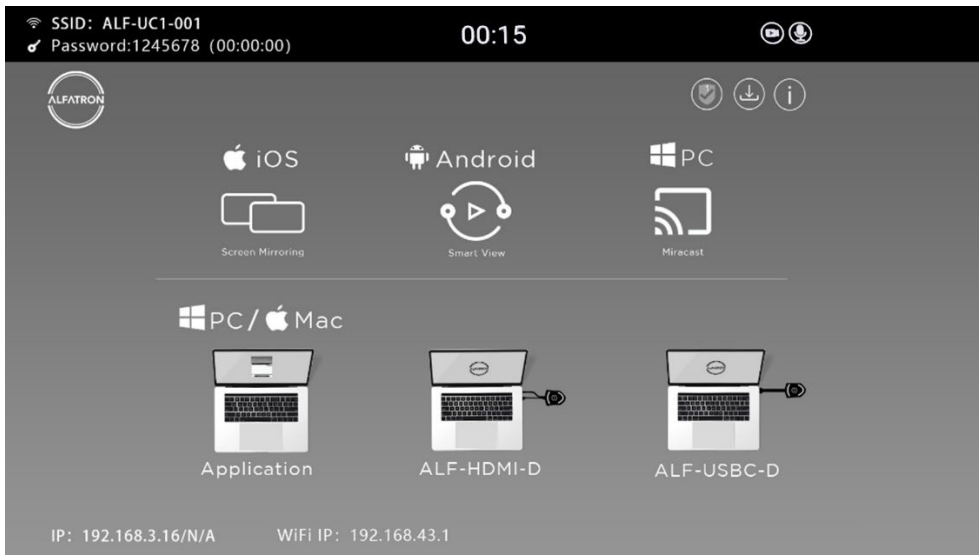 SSID: ALF-UC1-001
Password:1245678 (00:00:00)
00:15
ALFATRON
i
iOS
Android
PC
Screen Mirroring
Smart View
Miracast
PC/ Mac
Application
ALF-HDMI-D
ALF-USBC-D
IP: 192.168.3.16/N/A
WiFi IP: 192.168.43.1